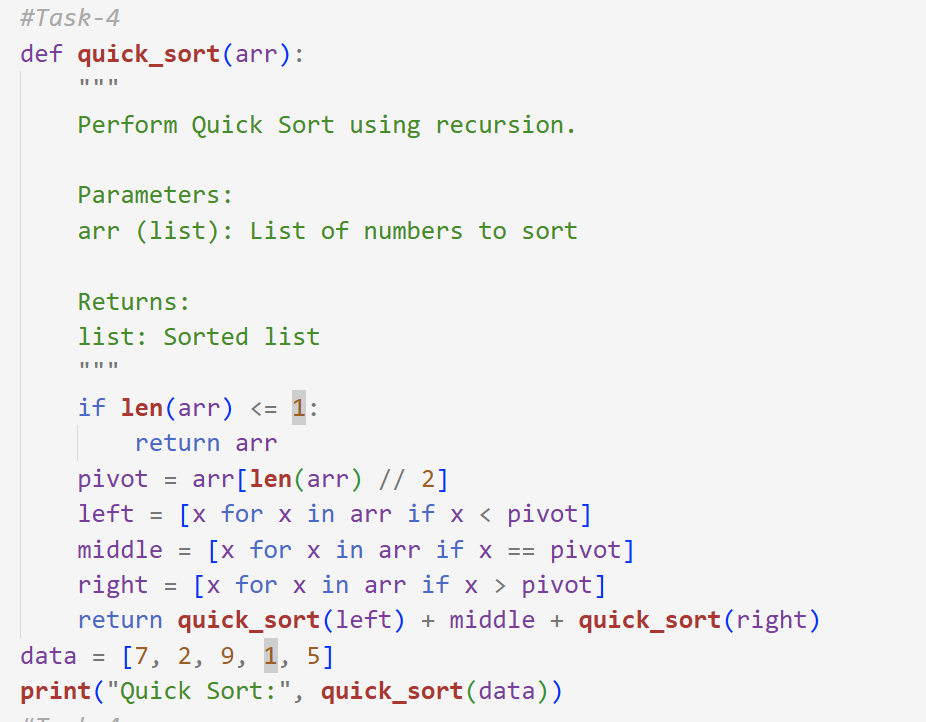 #Task-4
def quick_sort(arr):
    """
    Perform Quick Sort using recursion.

    Parameters:
    arr (list): List of numbers to sort

    Returns:
    list: Sorted list
    """
    if len(arr) <= 1:
        return arr
    pivot = arr[len(arr) // 2]
    left = [x for x in arr if x < pivot]
    middle = [x for x in arr if x == pivot]
    right = [x for x in arr if x > pivot]
    return quick_sort(left) + middle + quick_sort(right)
data = [7, 2, 9, 1, 5]
print("Quick Sort:", quick_sort(data))
#Task-4